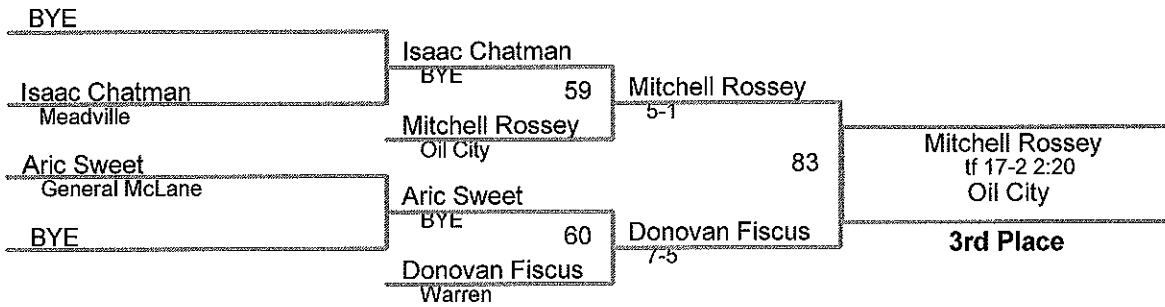 BYE
Isaac Chatman
Meadville
Aric Sweet
General McLane
BYE
Isaac Chatman
BYE
59
Mitchell Rossey
Oil City
Aric Sweet
BYE
60
Donovan Fiscus
Warren
Mitchell Rossey
5-1
83
Donovan Fiscus
7-5
Mitchell Rossey
tf 17-2 2:20
Oil City
3rd Place